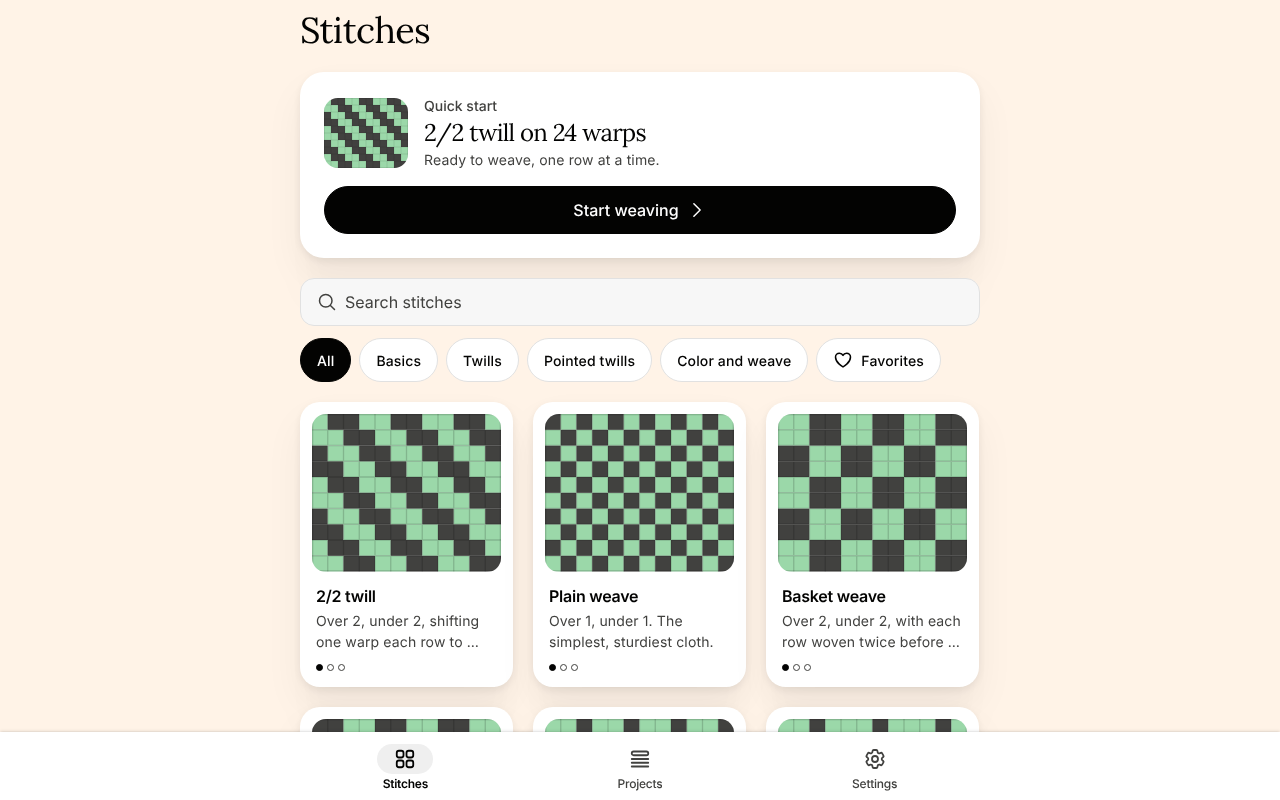 Stitches
Quick start
2/2 twill on 24 warps
Ready to weave, one row at a time.
Start weaving
Search stitches
All
Basics
Twills
Pointed twills
Color and weave
Favorites
2/2 twill
Over 2, under 2, shifting
one warp each row to ...
Plain weave
Over 1, under 1. The
simplest, sturdiest cloth.
Basket weave
Over 2, under 2, with each
row woven twice before ...
Stitches
Projects
Settings